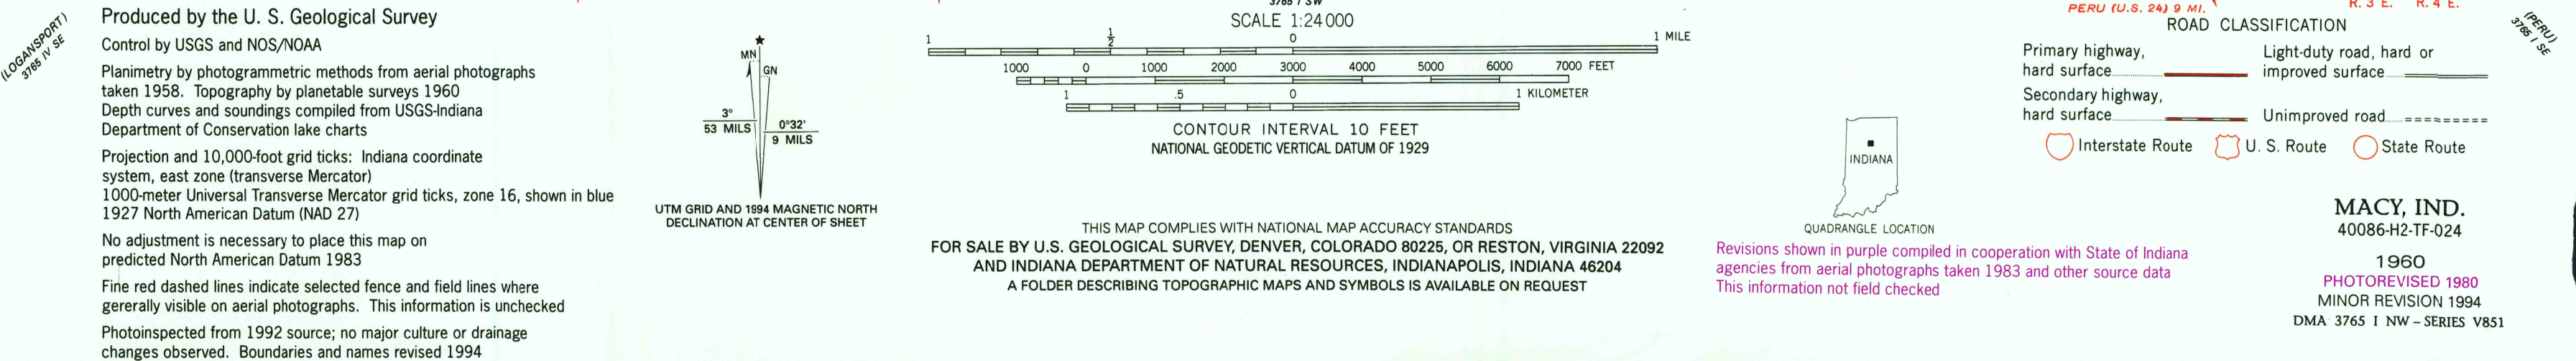 (LOGANSPORT)
3765 IV SE
Produced by the U. S. Geological Survey
Control by USGS and NOS/NOAA
Planimetry by photogrammetric methods from aerial photographs
taken 1958. Topography by planetable surveys 1960
Depth curves and soundings compiled from USGS-Indiana
Department of Conservation lake charts
Projection and 10,000-foot grid ticks: Indiana coordinate
system, east zone (transverse Mercator)
1000-meter Universal Transverse Mercator grid ticks, zone 16, shown in blue
1927 North American Datum (NAD 27)
No adjustment is necessary to place this map on
predicted North American Datum 1983
Fine red dashed lines indicate selected fence and field lines where
gererally visible on aerial photographs. This information is unchecked
Photoinspected from 1992 source; no major culture or drainage
changes observed. Boundaries and names revised 1994
MN
GN
3°
53 MILS
0°32'
9 MILS
UTM GRID AND 1994 MAGNETIC NORTH
DECLINATION AT CENTER OF SHEET
3765 I SW
SCALE 1:24 000
1 ½ 0 1 MILE
1000 0 1000 2000 3000 4000 5000 6000 7000 FEET
1 .5 0 1 KILOMETER
CONTOUR INTERVAL 10 FEET
NATIONAL GEODETIC VERTICAL DATUM OF 1929
THIS MAP COMPLIES WITH NATIONAL MAP ACCURACY STANDARDS
FOR SALE BY U.S. GEOLOGICAL SURVEY, DENVER, COLORADO 80225, OR RESTON, VIRGINIA 22092
AND INDIANA DEPARTMENT OF NATURAL RESOURCES, INDIANAPOLIS, INDIANA 46204
A FOLDER DESCRIBING TOPOGRAPHIC MAPS AND SYMBOLS IS AVAILABLE ON REQUEST
INDIANA
QUADRANGLE LOCATION
Revisions shown in purple compiled in cooperation with State of Indiana
agencies from aerial photographs taken 1983 and other source data
This information not field checked
PERU (U.S. 24) 9 MI.
R. 3 E. R. 4 E.
ROAD CLASSIFICATION
Primary highway,
hard surface
Light-duty road, hard or
improved surface
Secondary highway,
hard surface
Unimproved road
Interstate Route U. S. Route State Route
(PERU)
3765 I SE
MACY, IND.
40086-H2-TF-024
1960
PHOTOREVISED 1980
MINOR REVISION 1994
DMA 3765 I NW – SERIES V851